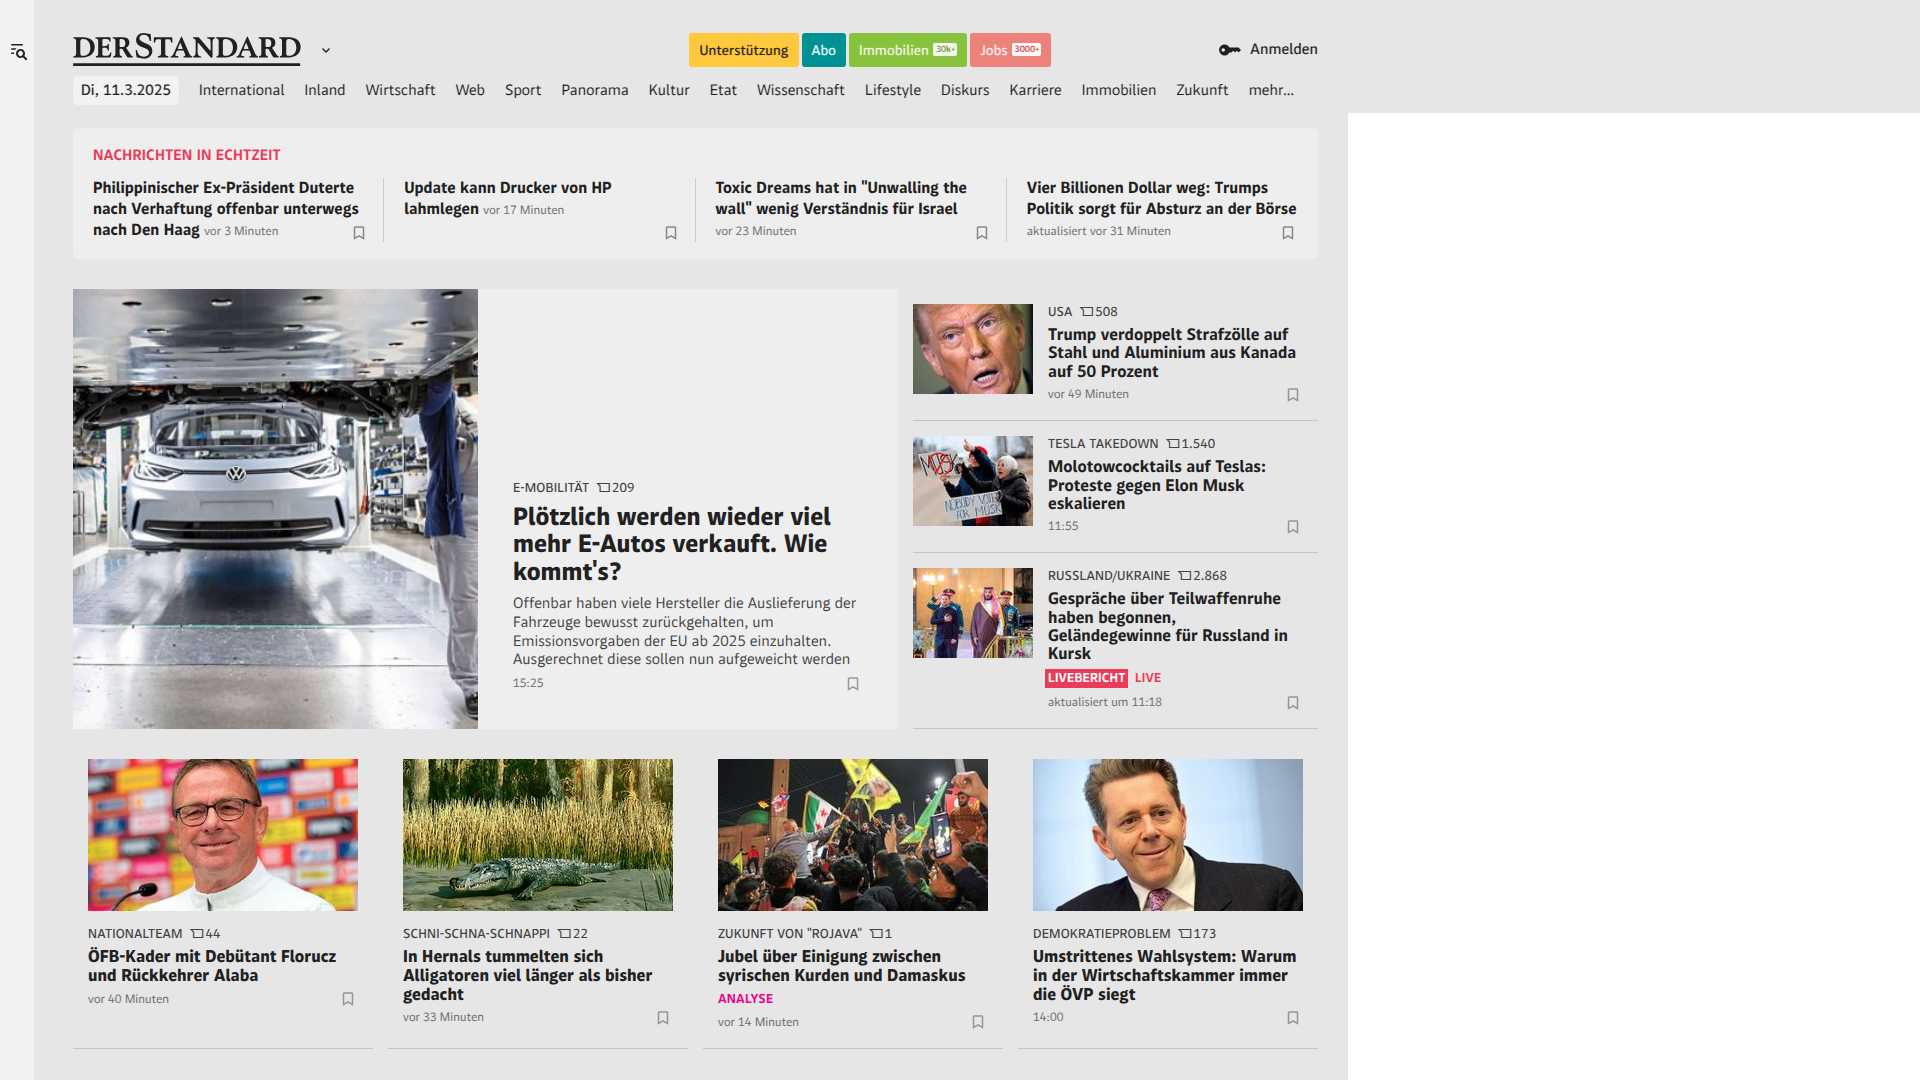 DERSTANDARD
Unterstützung
Abo
Immobilien 30k+
Jobs 3000+
Anmelden
Di, 11.3.2025
International
Inland
Wirtschaft
Web
Sport
Panorama
Kultur
Etat
Wissenschaft
Lifestyle
Diskurs
Karriere
Immobilien
Zukunft
mehr...
NACHRICHTEN IN ECHTZEIT
Philippinischer Ex-Präsident Duterte
nach Verhaftung offenbar unterwegs
nach Den Haag vor 3 Minuten
Update kann Drucker von HP
lahmlegen vor 17 Minuten
Toxic Dreams hat in "Unwalling the
wall" wenig Verständnis für Israel
vor 23 Minuten
Vier Billionen Dollar weg: Trumps
Politik sorgt für Absturz an der Börse
aktualisiert vor 31 Minuten
E-MOBILITÄT 209
Plötzlich werden wieder viel
mehr E-Autos verkauft. Wie
kommt's?
Offenbar haben viele Hersteller die Auslieferung der
Fahrzeuge bewusst zurückgehalten, um
Emissionsvorgaben der EU ab 2025 einzuhalten.
Ausgerechnet diese sollen nun aufgeweicht werden
15:25
USA 508
Trump verdoppelt Strafzölle auf
Stahl und Aluminium aus Kanada
auf 50 Prozent
vor 49 Minuten
MUSK
NOBODY VOTED
FOR MUSK
TESLA TAKEDOWN 1.540
Molotowcocktails auf Teslas:
Proteste gegen Elon Musk
eskalieren
11:55
RUSSLAND/UKRAINE 2.868
Gespräche über Teilwaffenruhe
haben begonnen,
Geländegewinne für Russland in
Kursk
LIVEBERICHT LIVE
aktualisiert um 11:18
NATIONALTEAM 44
ÖFB-Kader mit Debütant Florucz
und Rückkehrer Alaba
vor 40 Minuten
SCHNI-SCHNA-SCHNAPPI 22
In Hernals tummelten sich
Alligatoren viel länger als bisher
gedacht
vor 33 Minuten
ZUKUNFT VON "ROJAVA" 1
Jubel über Einigung zwischen
syrischen Kurden und Damaskus
ANALYSE
vor 14 Minuten
DEMOKRATIEPROBLEM 173
Umstrittenes Wahlsystem: Warum
in der Wirtschaftskammer immer
die ÖVP siegt
14:00